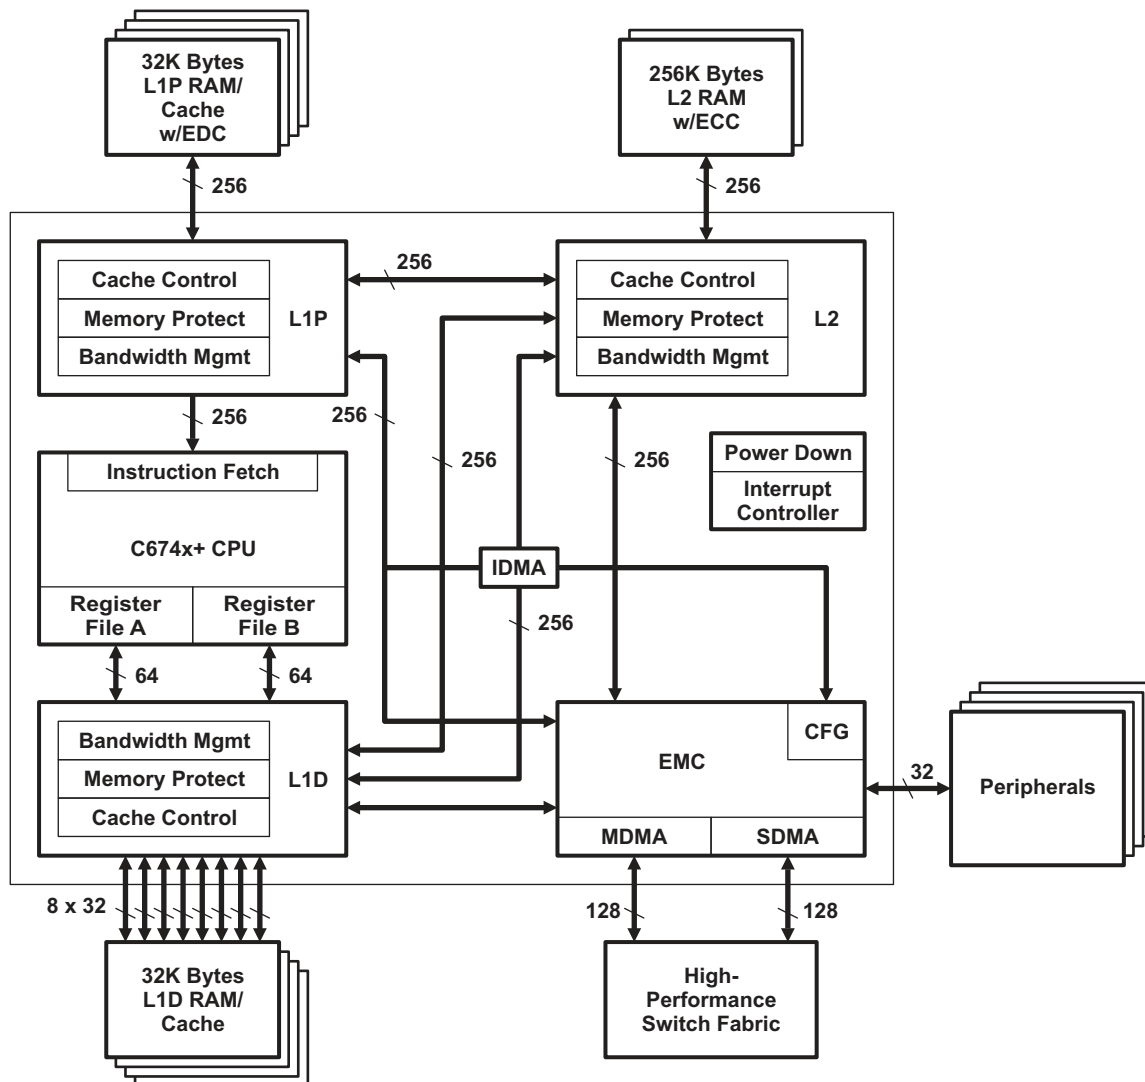 32K Bytes
L1P RAM/
Cache
w/EDC
256K Bytes
L2 RAM
w/ECC
256
256
Cache Control
Memory Protect
Bandwidth Mgmt
L1P
256
Cache Control
Memory Protect
Bandwidth Mgmt
L2
256
256
256
256
Instruction Fetch
C674x+ CPU
Register
File A
Register
File B
Power Down
Interrupt
Controller
IDMA
256
64
64
Bandwidth Mgmt
Memory Protect
Cache Control
L1D
CFG
EMC
MDMA
SDMA
32
Peripherals
8 x 32
128
128
32K Bytes
L1D RAM/
Cache
High-
Performance
Switch Fabric